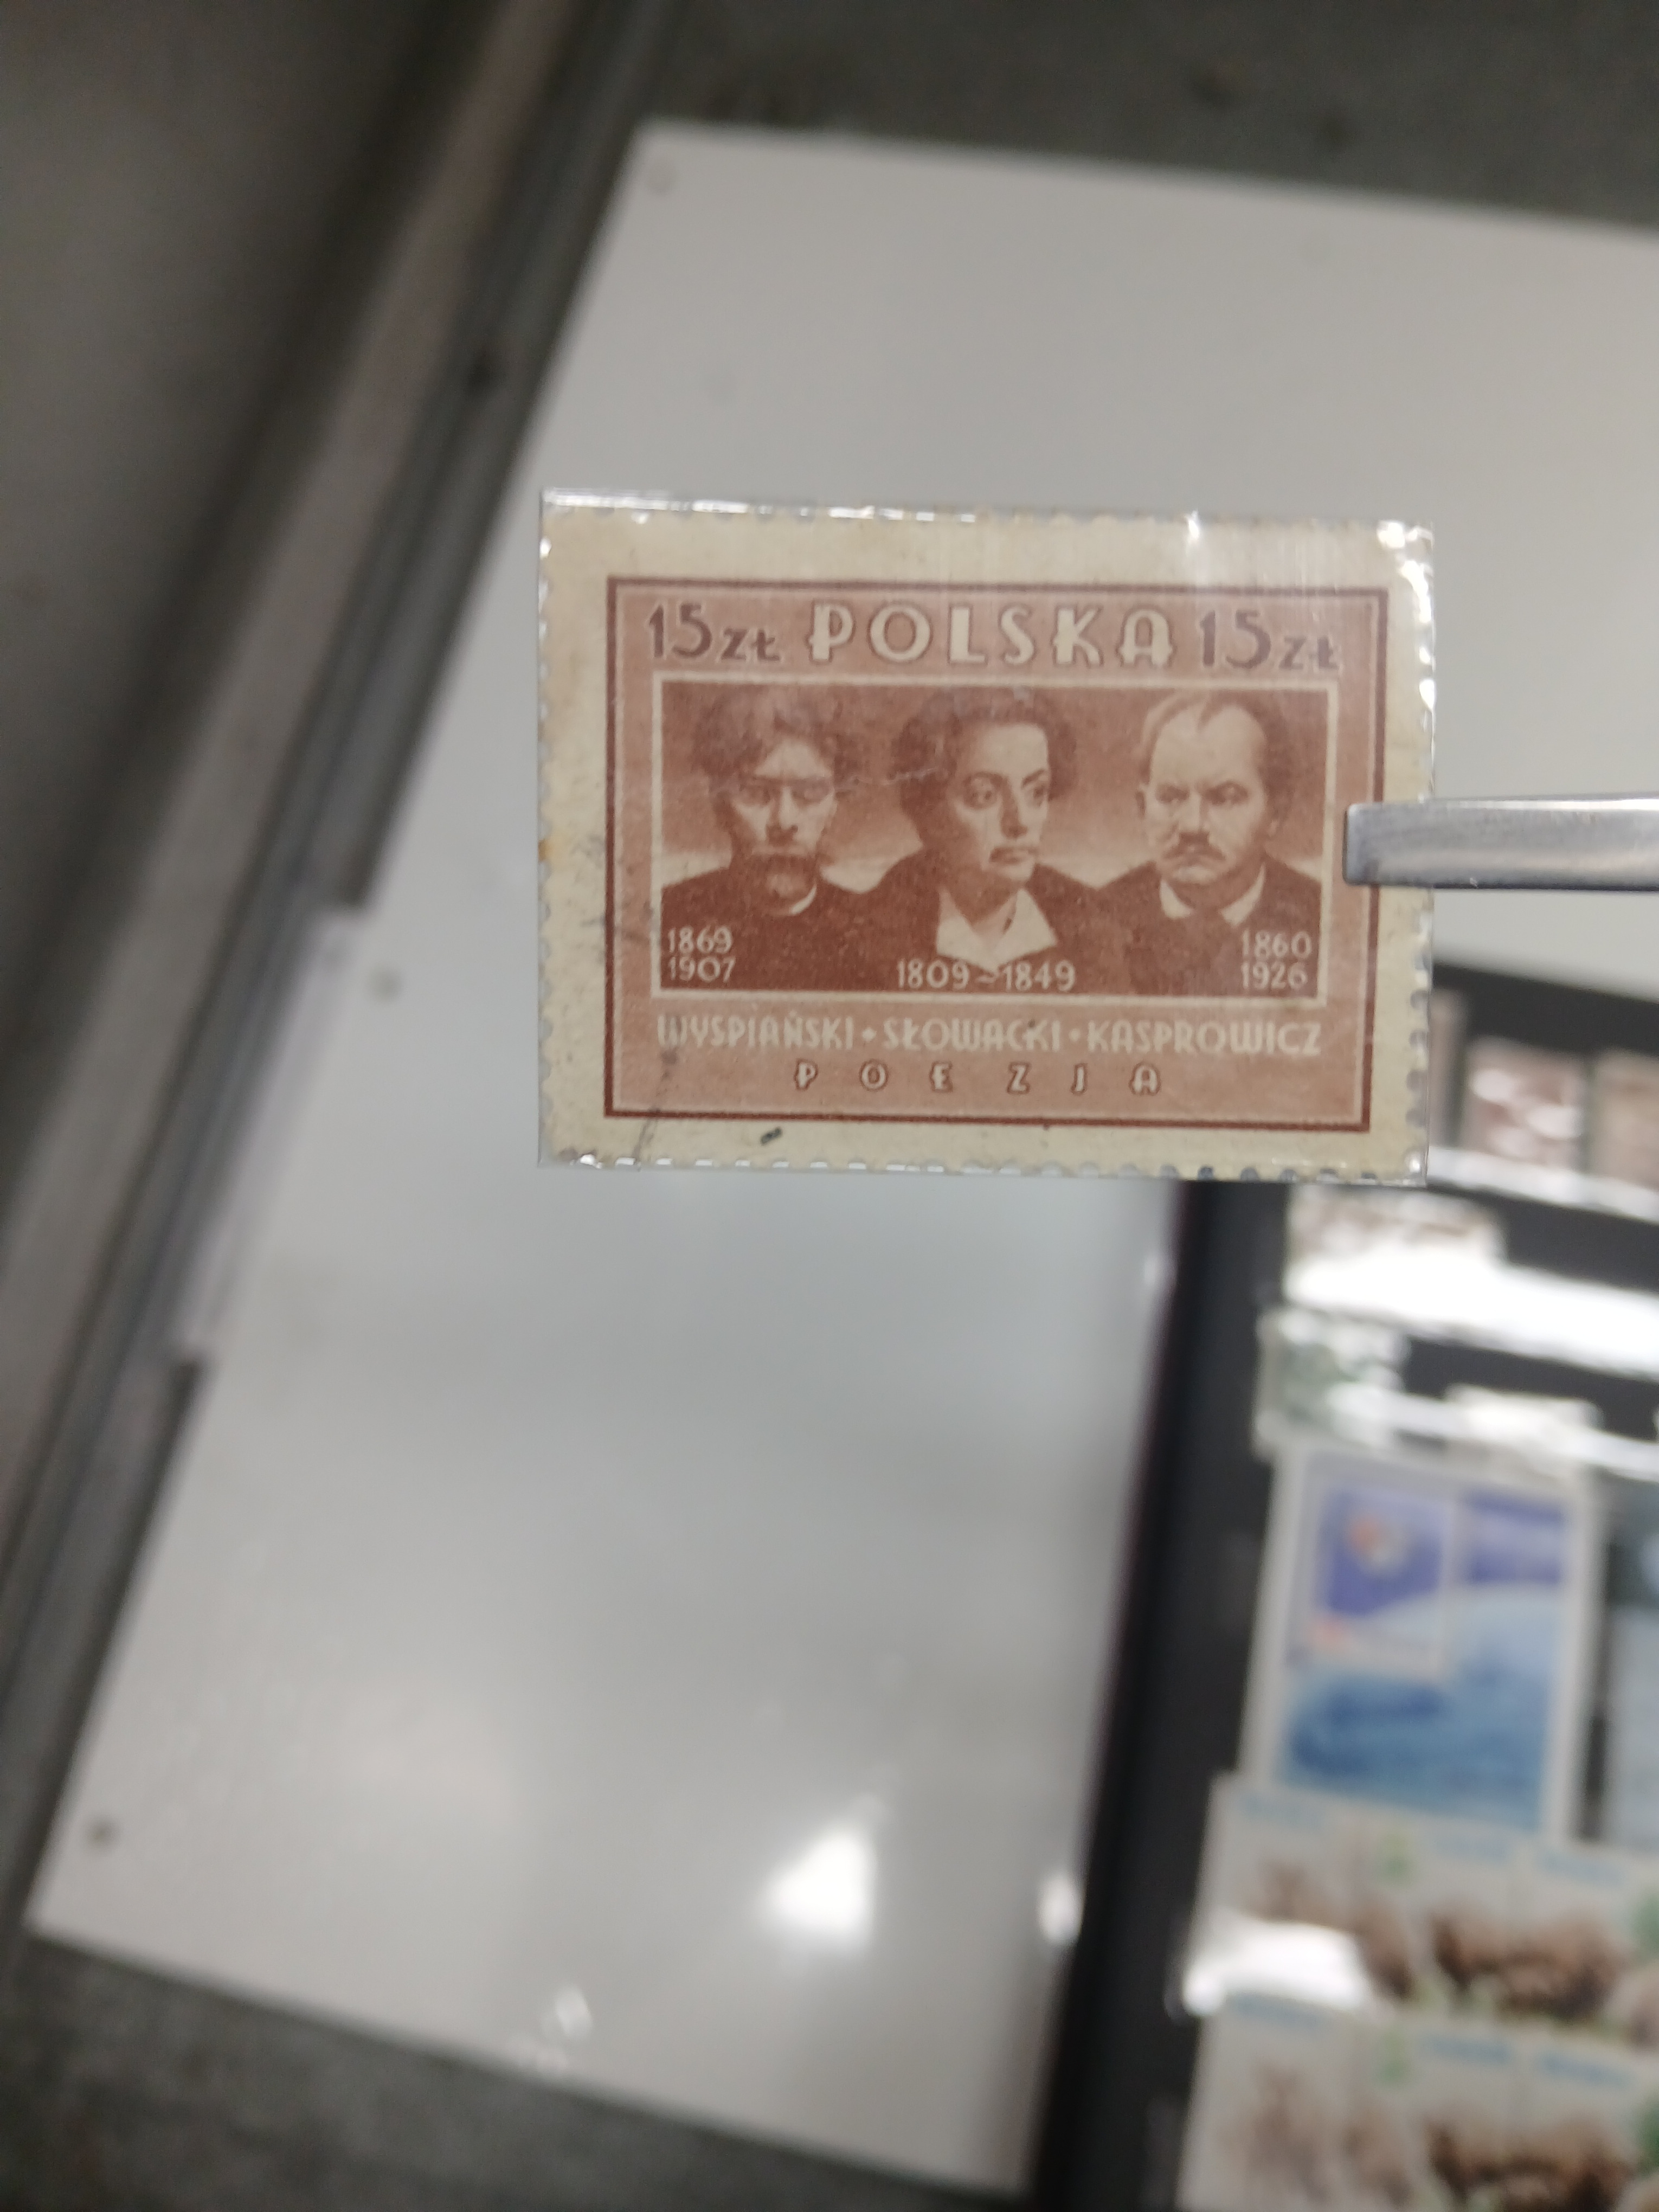 15 ZŁ POLSKA 15 ZŁ
1869
1907
1809~1849
1860
1926
WYSPIAŃSKI • SŁOWACKI • KASPROWICZ
POEZJA